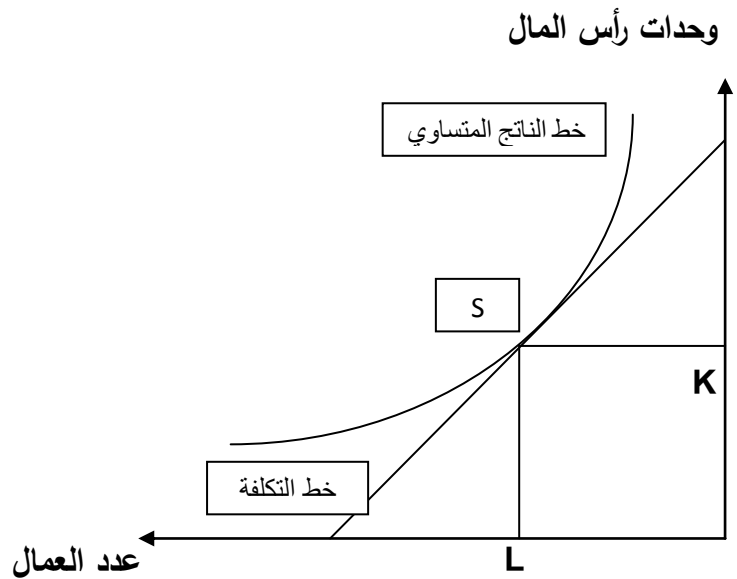 وحدات رأس المال
خط الناتج المتساوي
S
K
خط التكلفة
L
عدد العمال